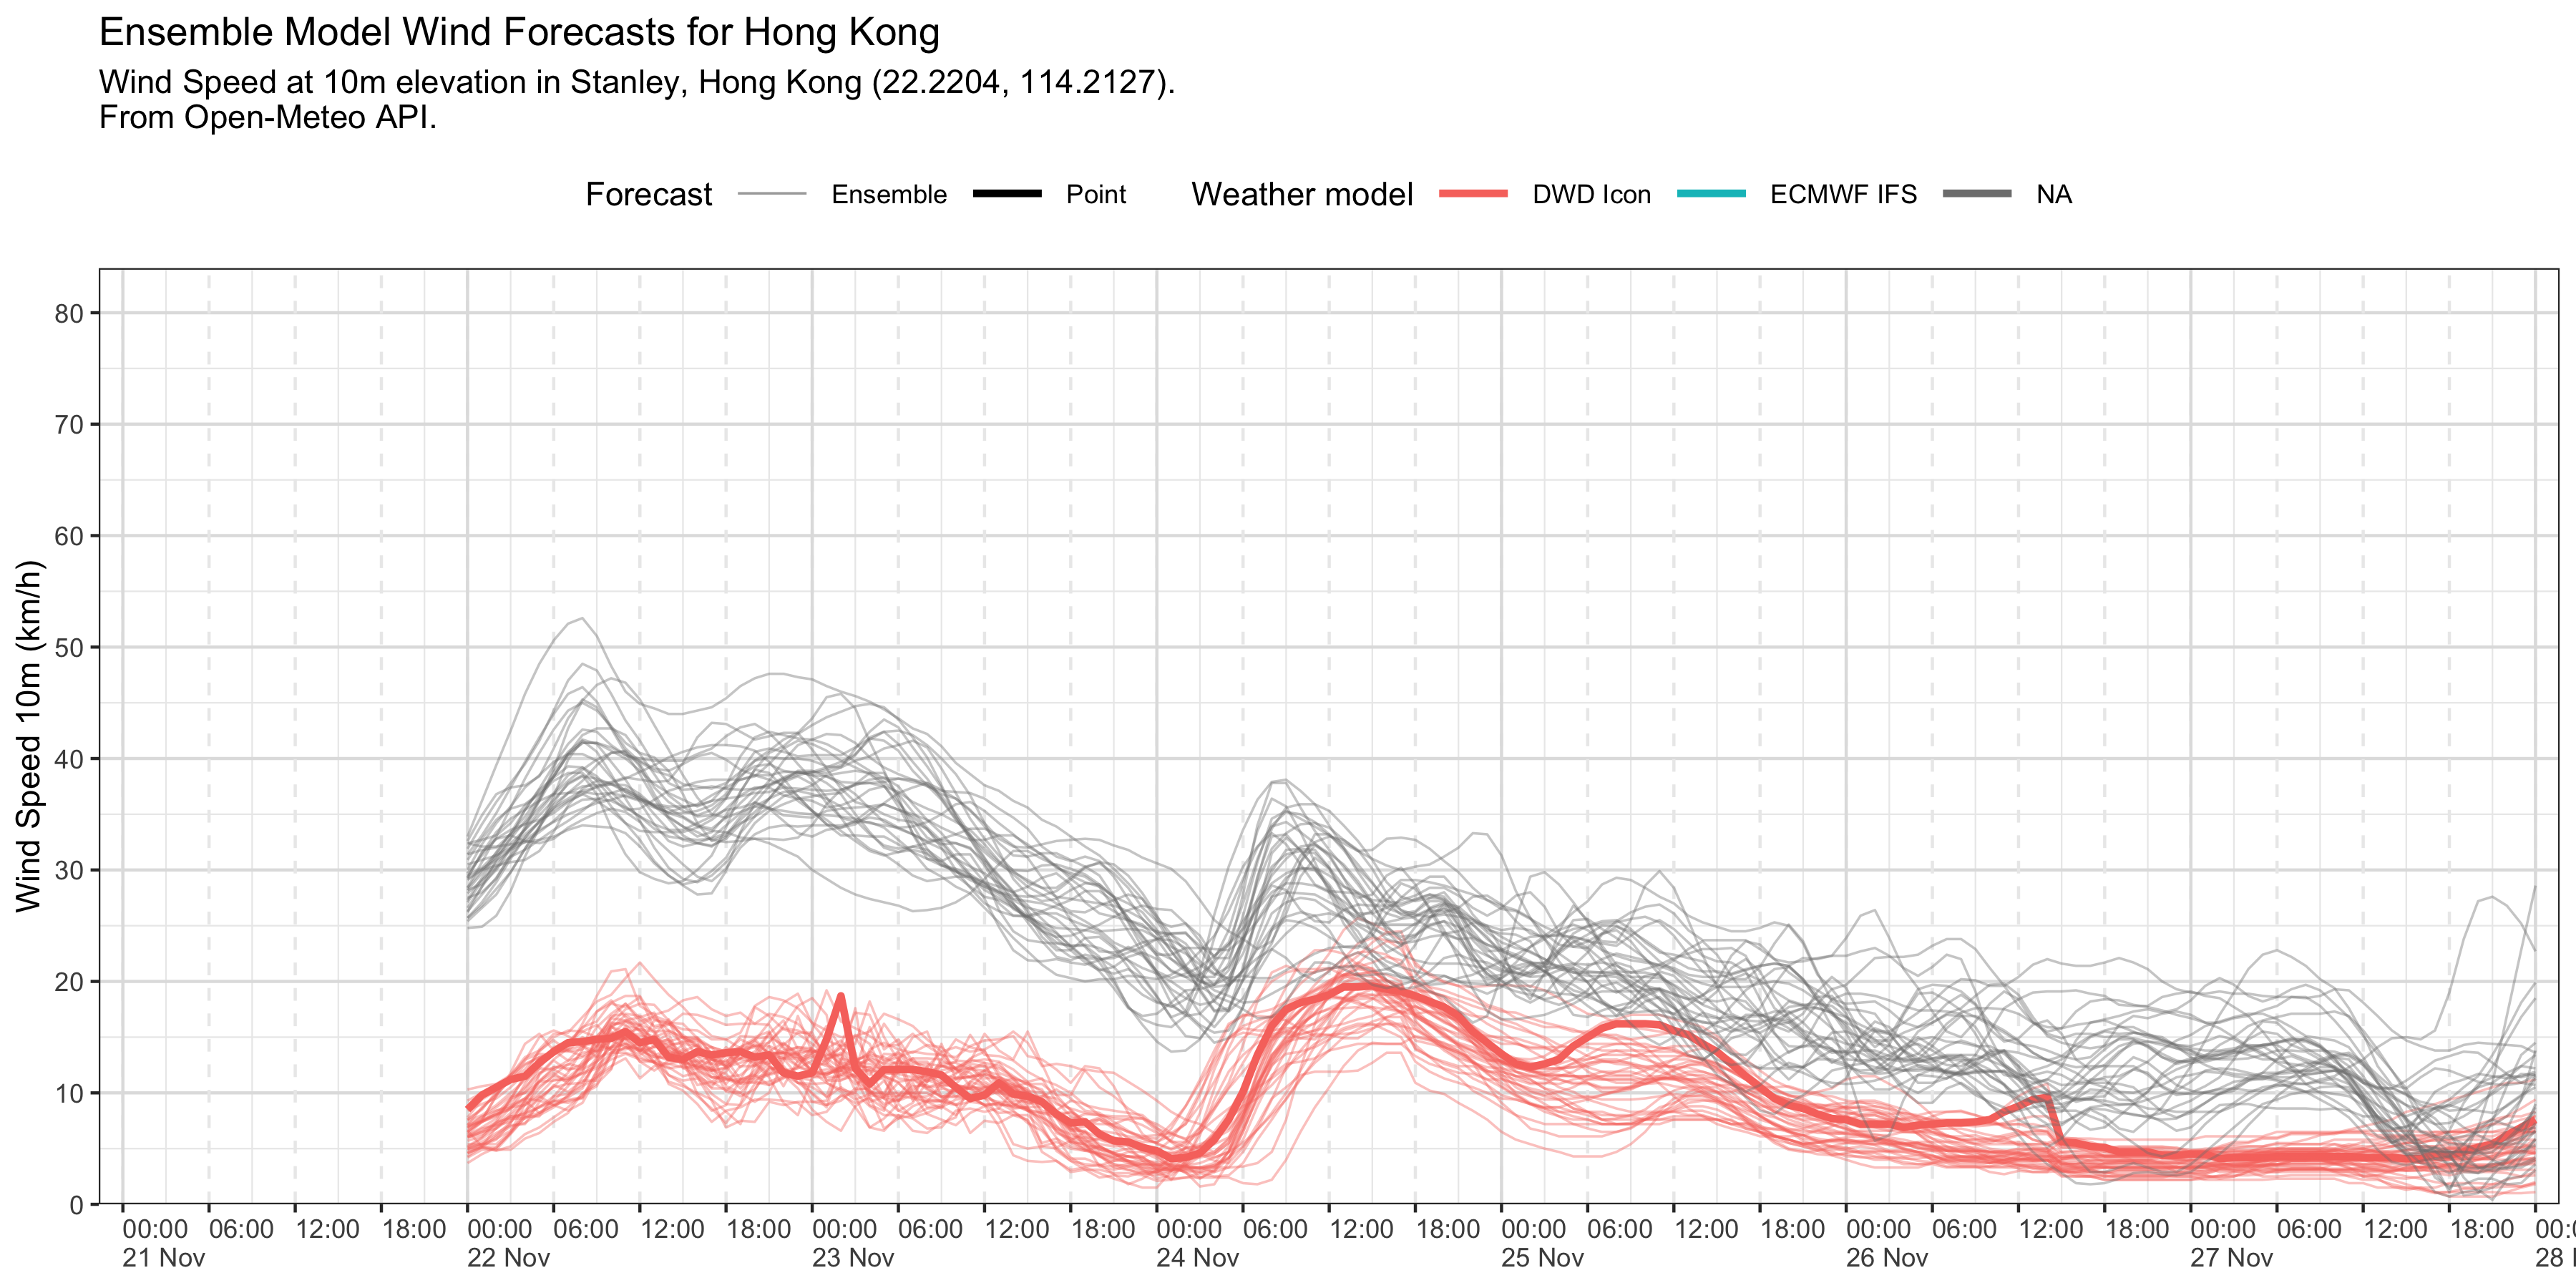 Ensemble Model Wind Forecasts for Hong Kong
Wind Speed at 10m elevation in Stanley, Hong Kong (22.2204, 114.2127).
From Open-Meteo API.
Forecast Ensemble Point Weather model DWD Icon ECMWF IFS NA
Wind Speed 10m (km/h)
80
70
60
50
40
30
20
10
0
00:00 06:00 12:00 18:00 00:00 06:00 12:00 18:00 00:00 06:00 12:00 18:00 00:00 06:00 12:00 18:00 00:00 06:00 12:00 18:00 00:00 06:00 12:00 18:00 00:00 06:00 12:00 18:00 00:0
21 Nov 22 Nov 23 Nov 24 Nov 25 Nov 26 Nov 27 Nov 28